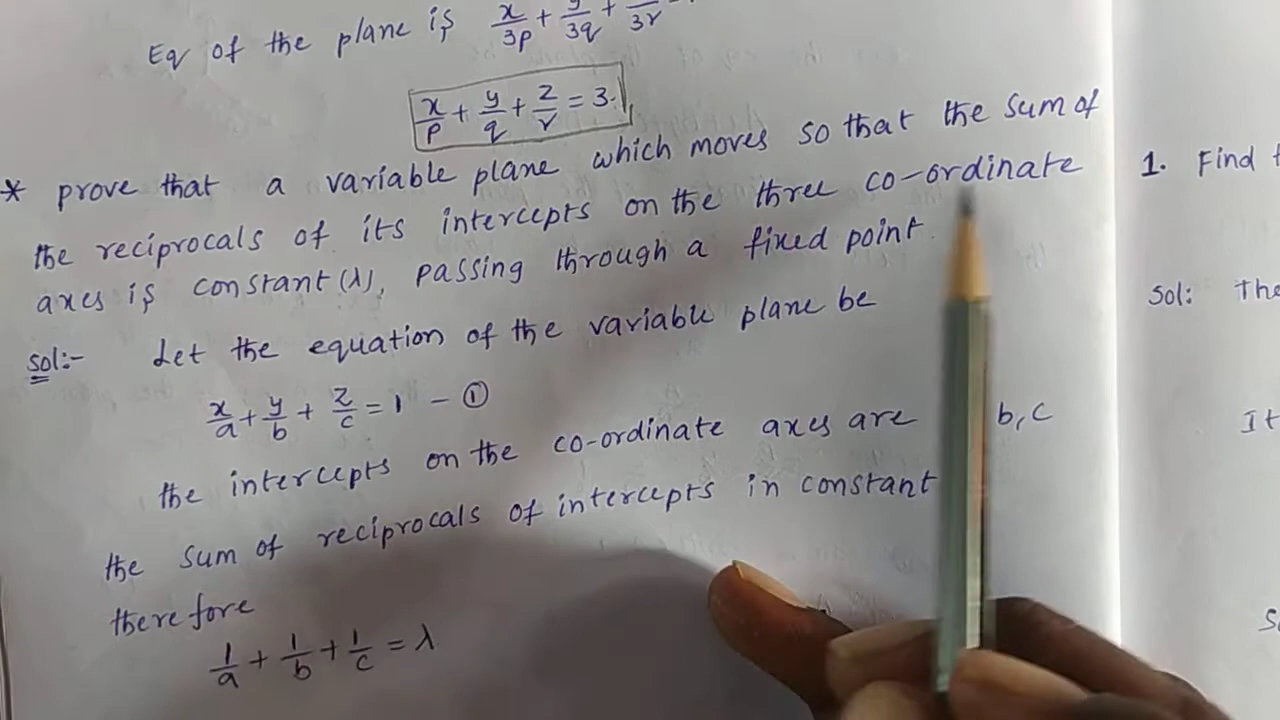 Eq of the plane is x/3p + y/3q + /3r
x/p + y/q + z/r = 3.
* prove that a variable plane which moves so that the sum of
the reciprocals of its intercepts on the three co-ordinate
axes is constant (λ), passing through a fixed point.
sol:- Let the equation of the variable plane be
x/a + y/b + z/c = 1 - ①
the intercepts on the co-ordinate axes are b, c
the sum of reciprocals of intercepts in constant
therefore
1/a + 1/b + 1/c = λ
1. Find
Sol: The
It